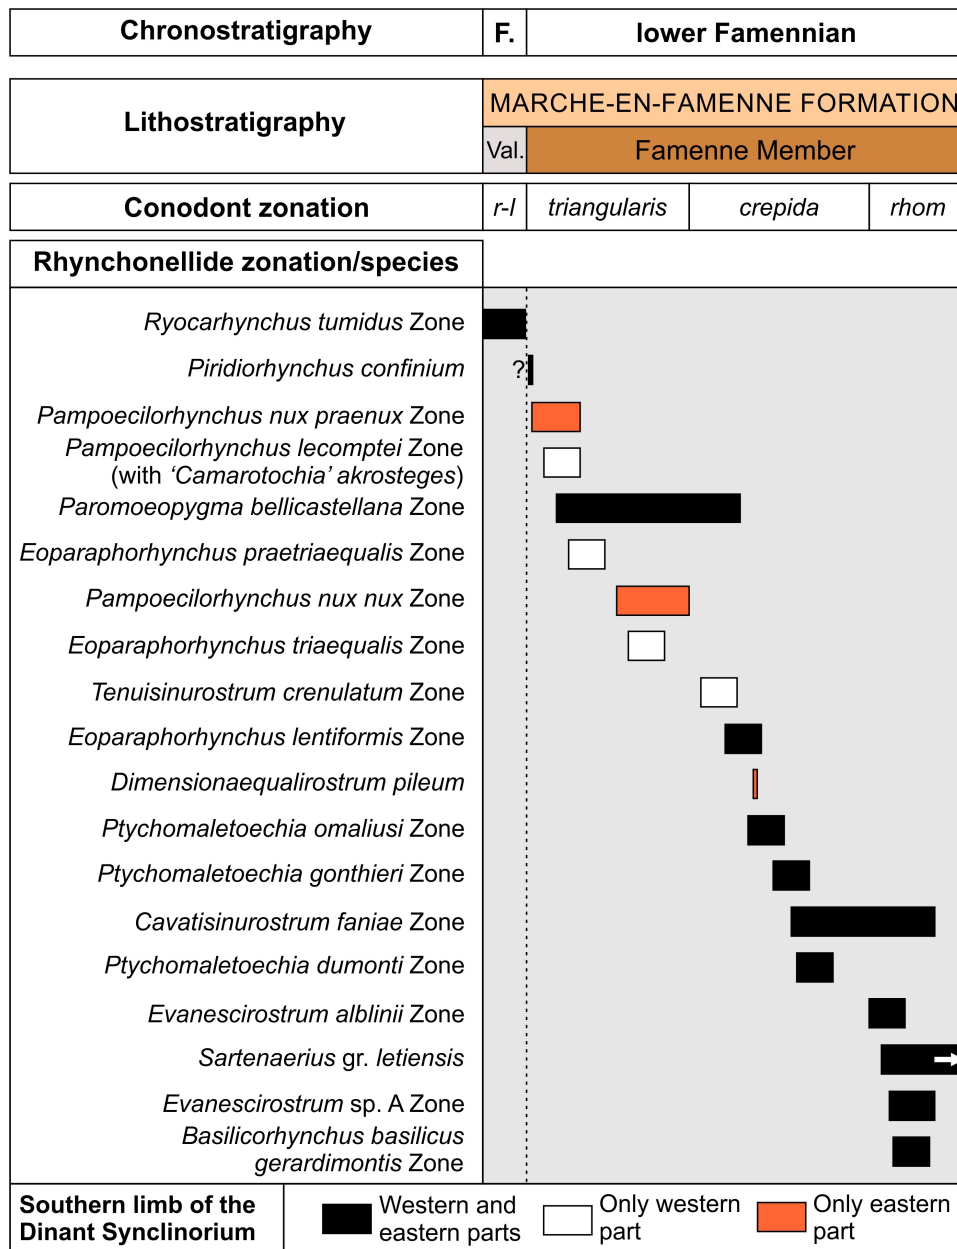 Chronostratigraphy F. lower Famennian
Lithostratigraphy
MARCHE-EN-FAMENNE FORMATION
Val. Famenne Member
Conodont zonation r-l triangularis crepida rhom
Rhynchonellide zonation/species
Ryocarhynchus tumidus Zone
Piridiorhynchus confinium ?
Pampoecilorhynchus nux praenux Zone
Pampoecilorhynchus lecomptei Zone
(with ‘Camarotochia’ akrosteges)
Paromoeopygma bellicastellana Zone
Eoparaphorhynchus praetriaequalis Zone
Pampoecilorhynchus nux nux Zone
Eoparaphorhynchus triaequalis Zone
Tenuisinurostrum crenulatum Zone
Eoparaphorhynchus lentiformis Zone
Dimensionaequalirostrum pileum
Ptychomaletoechia omaliusi Zone
Ptychomaletoechia gonthieri Zone
Cavatisinurostrum faniae Zone
Ptychomaletoechia dumonti Zone
Evanescirostrum alblinii Zone
Sartenaerius gr. letiensis
Evanescirostrum sp. A Zone
Basilicorhynchus basilicus
gerardimontis Zone
Southern limb of the
Dinant Synclinorium
Western and
eastern parts
Only western
part
Only eastern
part